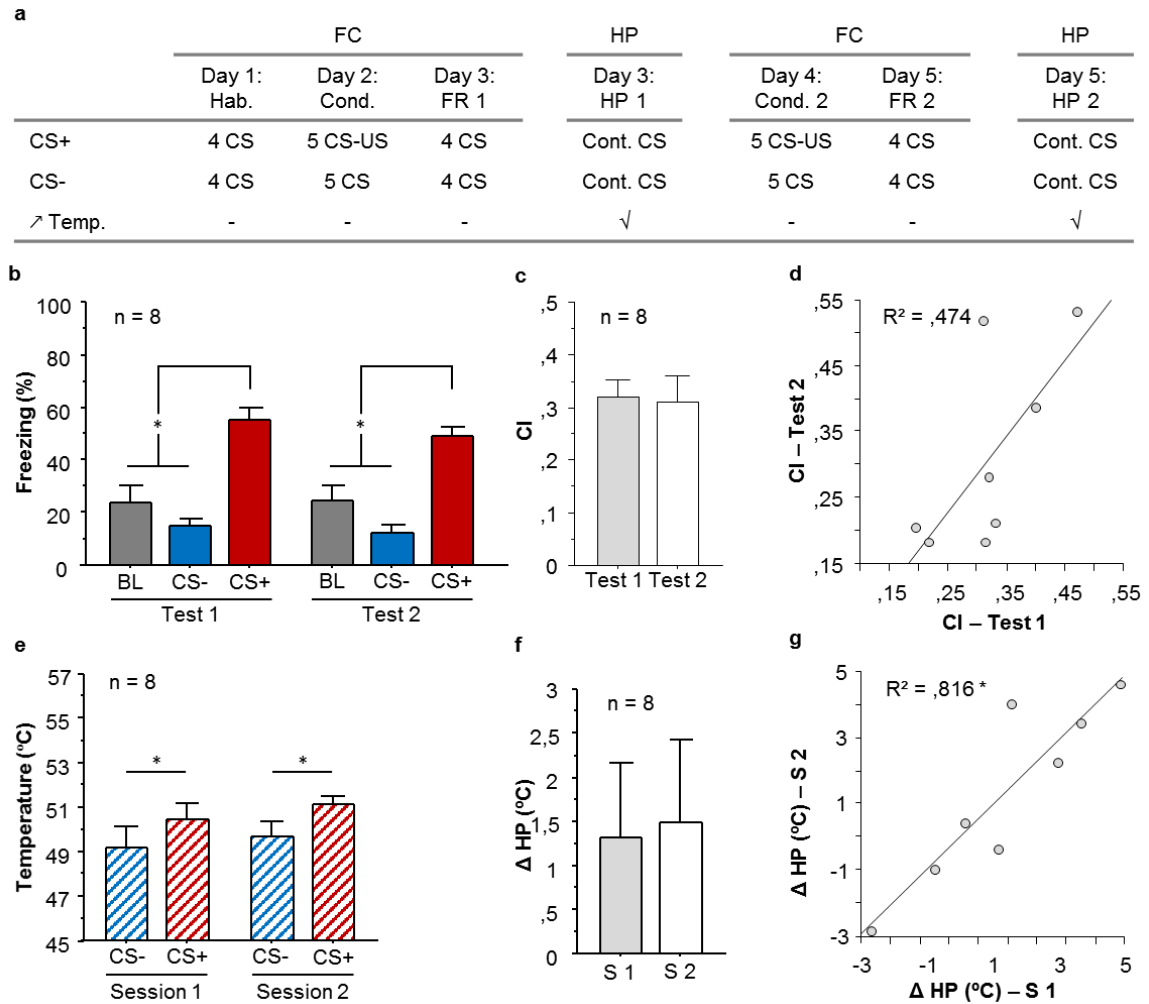 a
FC HP FC HP
Day 1: Day 2: Day 3: Day 3: Day 4: Day 5: Day 5:
Hab. Cond. FR 1 HP 1 Cond. 2 FR 2 HP 2
CS+ 4 CS 5 CS-US 4 CS Cont. CS 5 CS-US 4 CS Cont. CS
CS- 4 CS 5 CS 4 CS Cont. CS 5 CS 4 CS Cont. CS
↗ Temp. - - - √ - - √
b
Freezing (%)
100
80
60
40
20
0
n = 8
* *
BL CS- CS+ BL CS- CS+
Test 1 Test 2
c
CI
,5
,4
,3
,2
,1
0
n = 8
Test 1 Test 2
d
CI – Test 2
,55
,45
,35
,25
,15
R² = ,474
,15 ,25 ,35 ,45 ,55
CI – Test 1
e
Temperature (ºC)
57
55
53
51
49
47
45
n = 8
* *
CS- CS+ CS- CS+
Session 1 Session 2
f
Δ HP (ºC)
3
2,5
2
1,5
1
,5
0
n = 8
S 1 S 2
g
Δ HP (ºC) – S 2
5
3
1
-1
-3
R² = ,816 *
-3 -1 1 3 5
Δ HP (ºC) – S 1